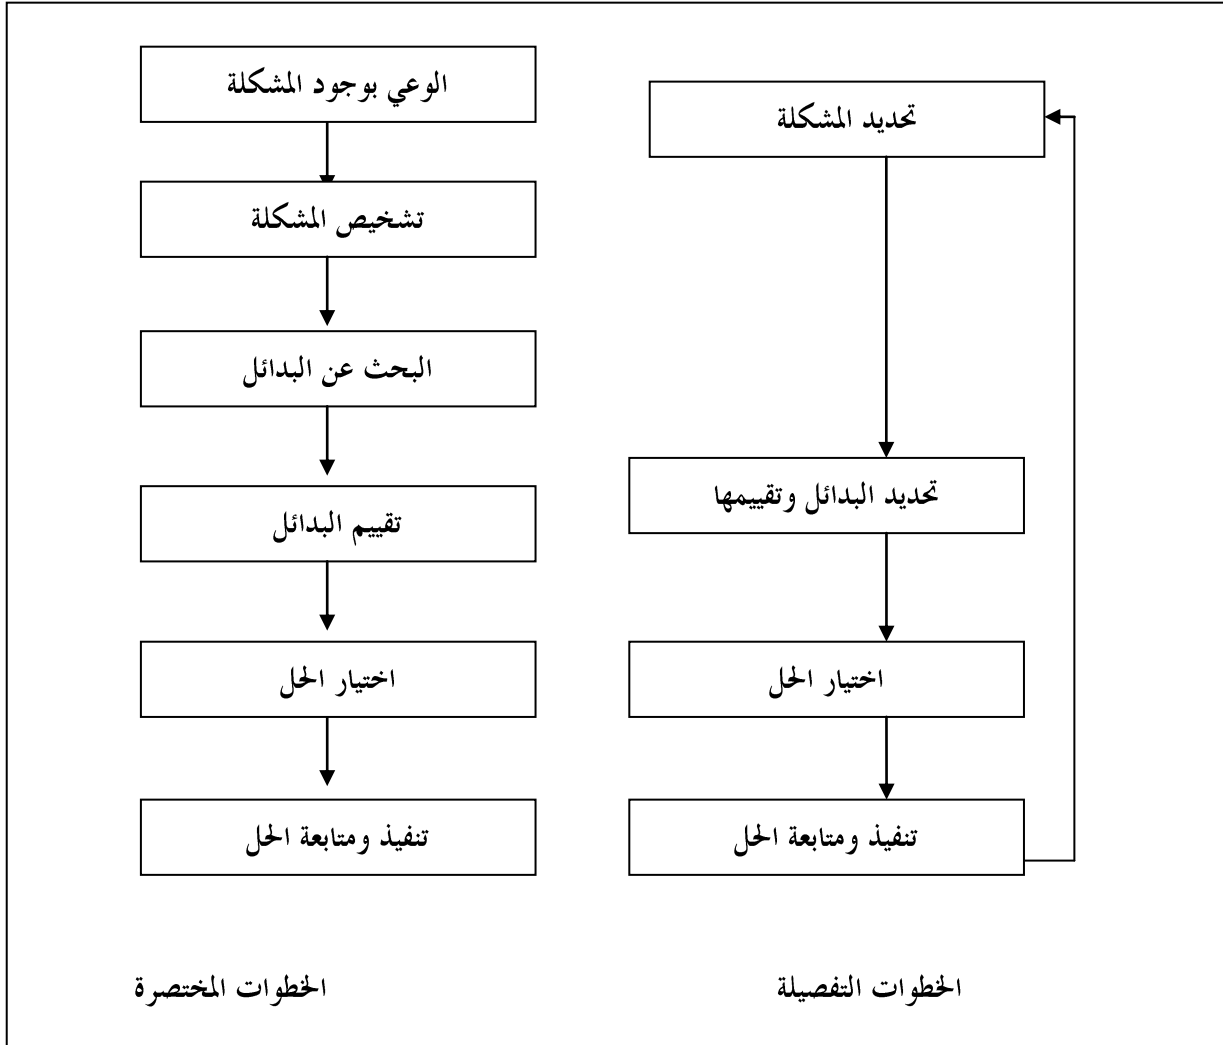 تحديد المشكلة
تحديد البدائل وتقييمها
اختيار الحل
تنفيذ ومتابعة الحل
الخطوات التفصيلة
الوعي بوجود المشكلة
تشخيص المشكلة
البحث عن البدائل
تقييم البدائل
اختيار الحل
تنفيذ ومتابعة الحل
الخطوات المختصرة